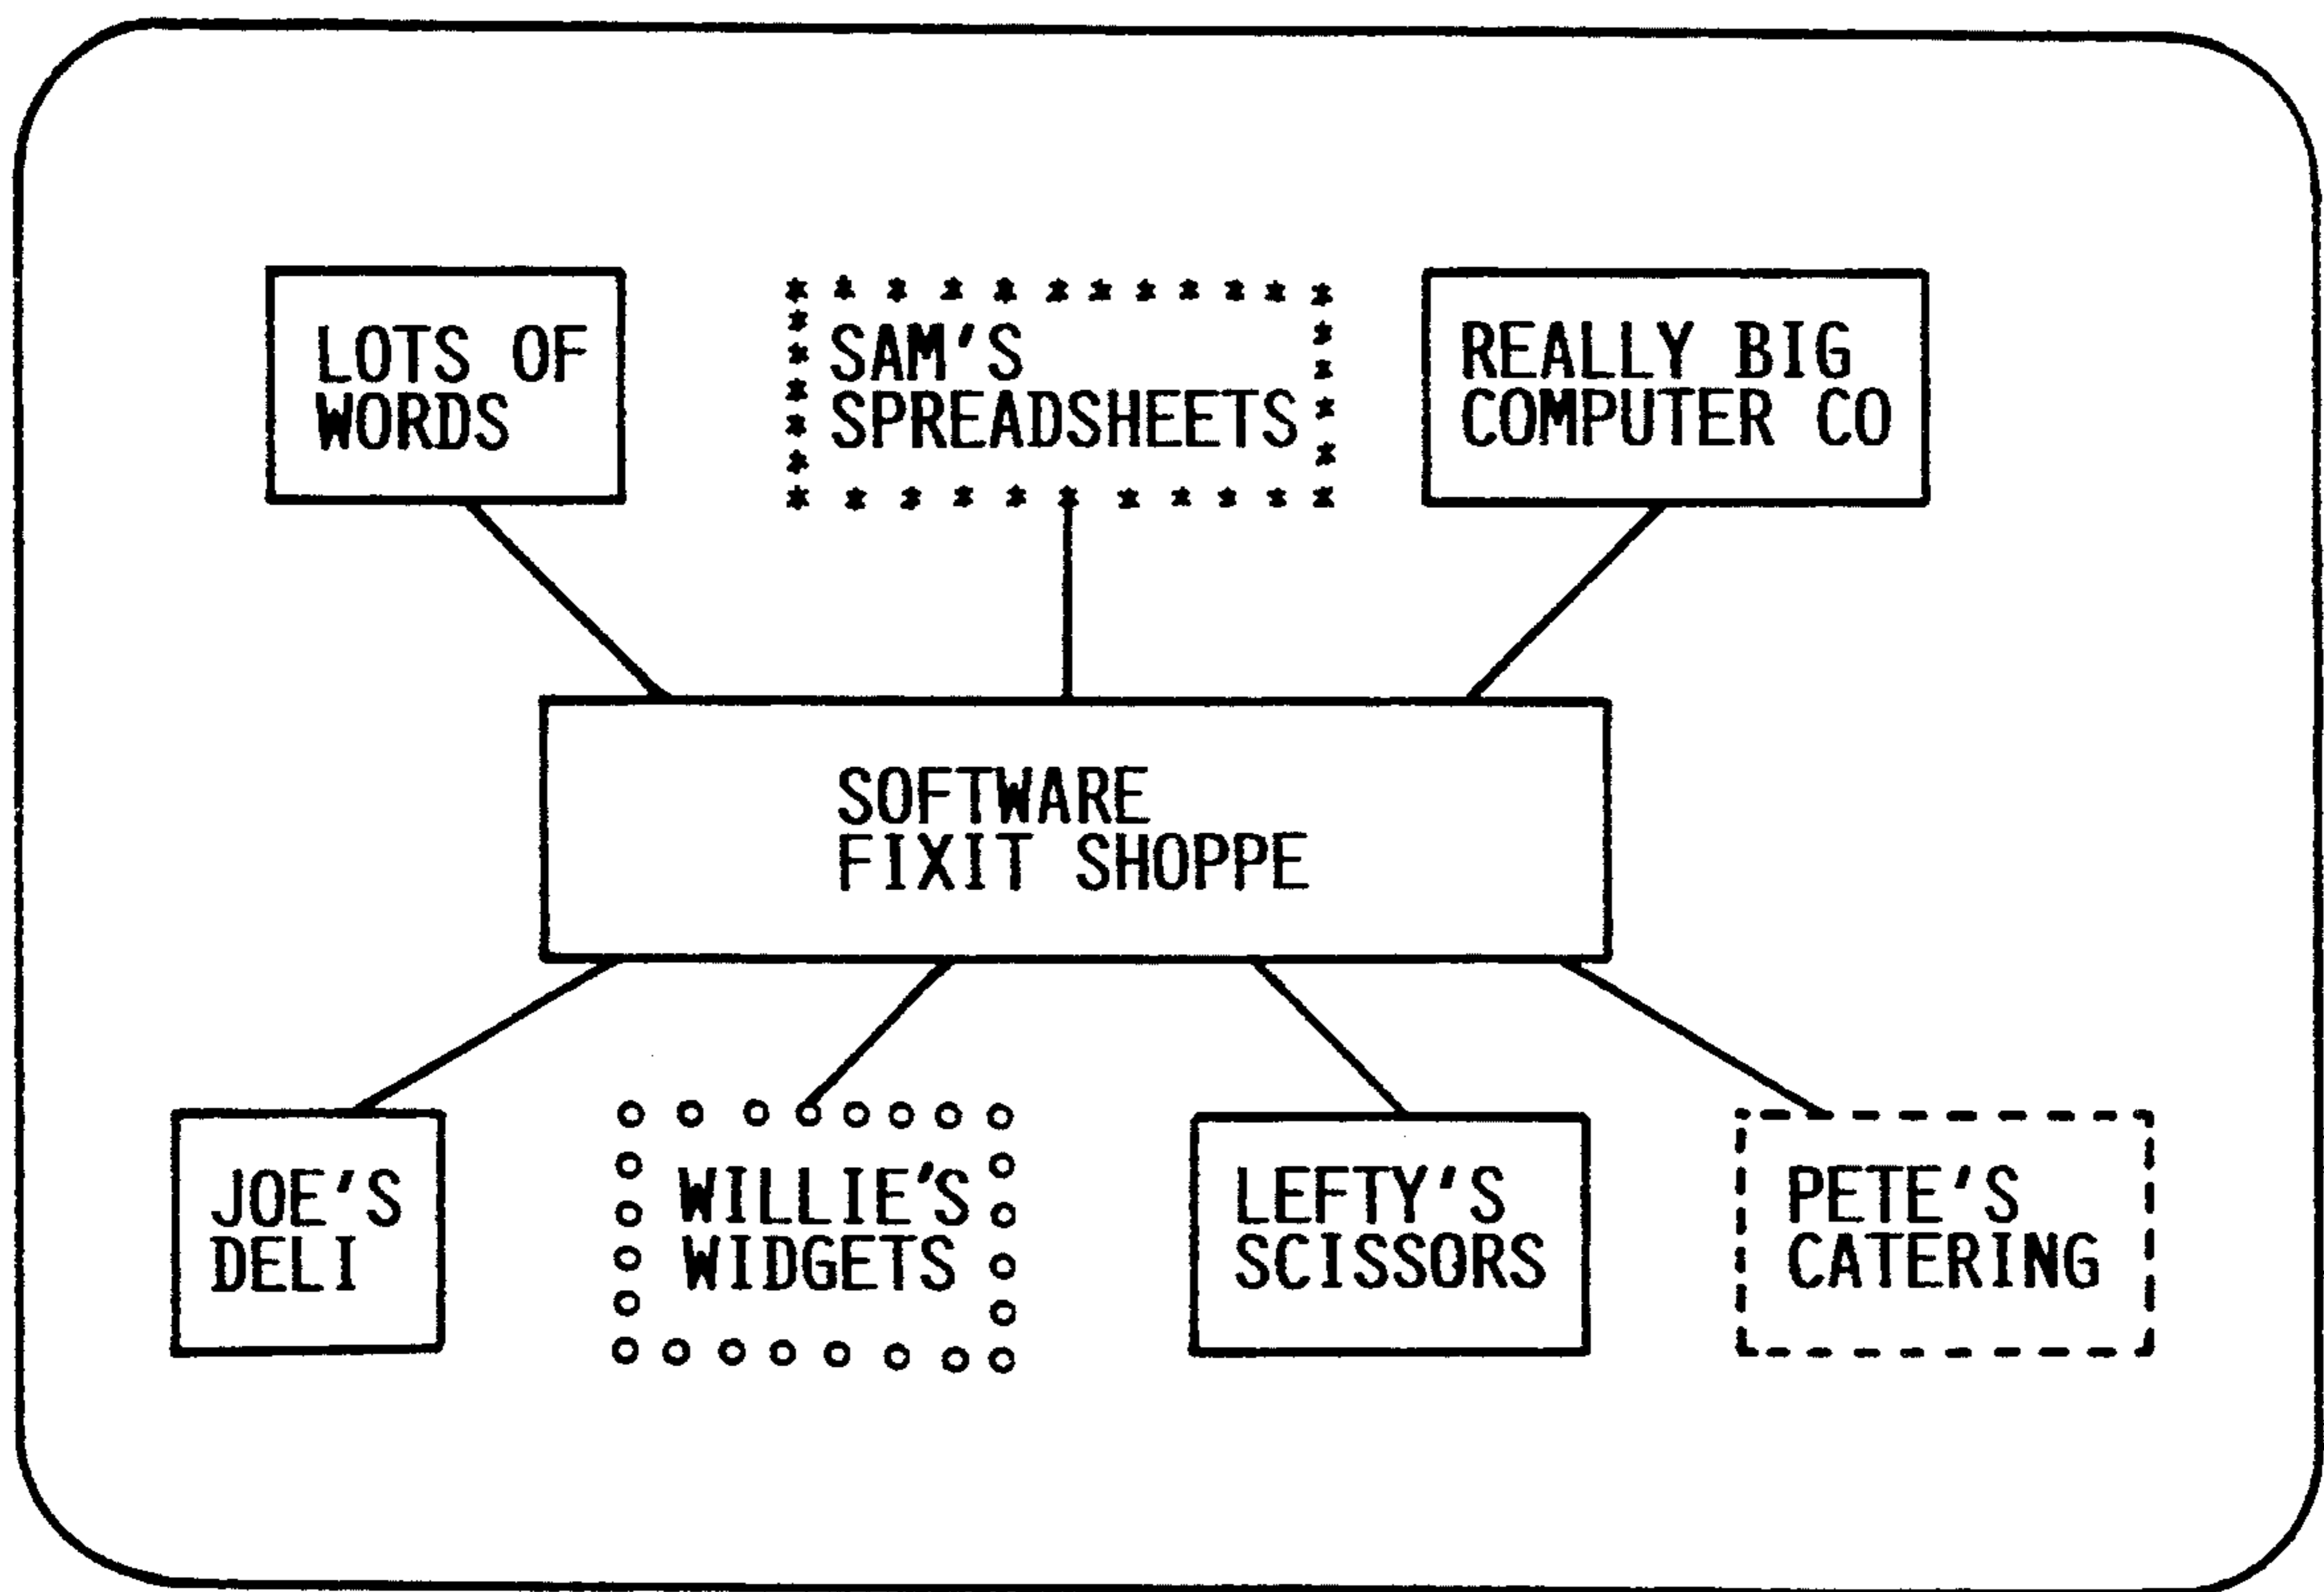 LOTS OF
WORDS
SAM'S
SPREADSHEETS
REALLY BIG
COMPUTER CO
SOFTWARE
FIXIT SHOPPE
JOE'S
DELI
WILLIE'S
WIDGETS
LEFTY'S
SCISSORS
PETE'S
CATERING